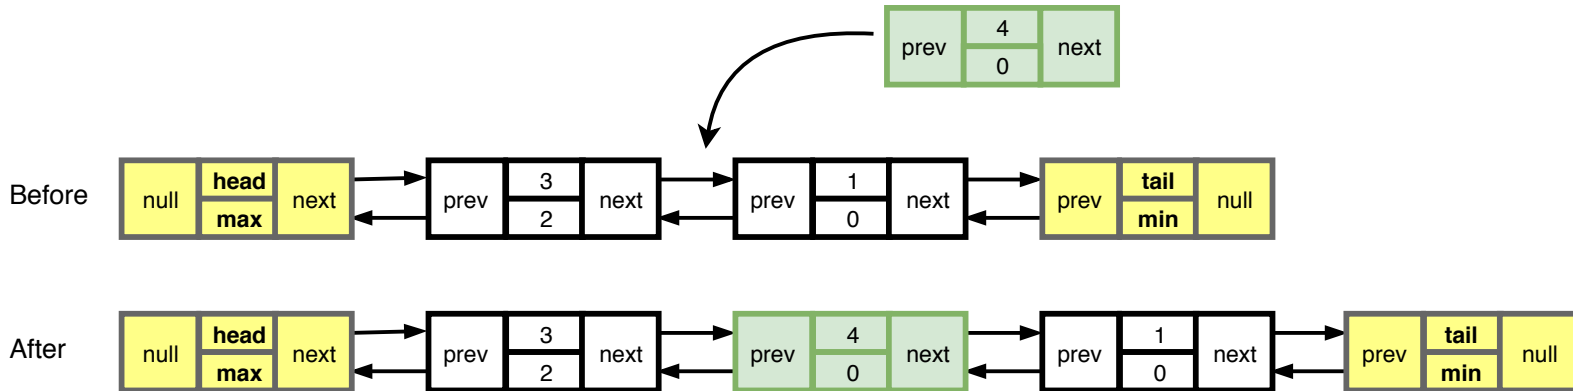 prev 4 next
0
Before null head next prev 3 next prev 1 next prev tail null
max 2 0 min
After null head next prev 3 next prev 4 next prev 1 next prev tail null
max 2 0 0 min